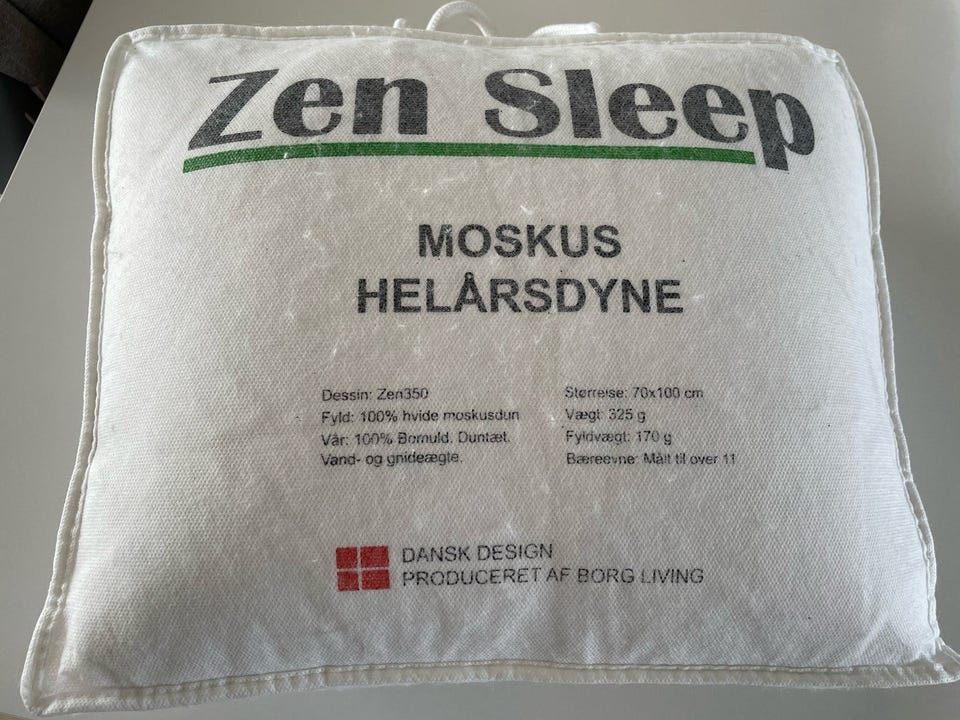 Zen Sleep
MOSKUS
HELÅRSDYNE
Dessin: Zen350
Fyld: 100% hvide moskusdun
Vår: 100% Bomuld. Duntæt.
Vand- og gnideægte.
Størrelse: 70x100 cm
Vægt: 325 g
Fyldvægt: 170 g
Bæreevne: Målt til over 11
DANSK DESIGN
PRODUCERET AF BORG LIVING